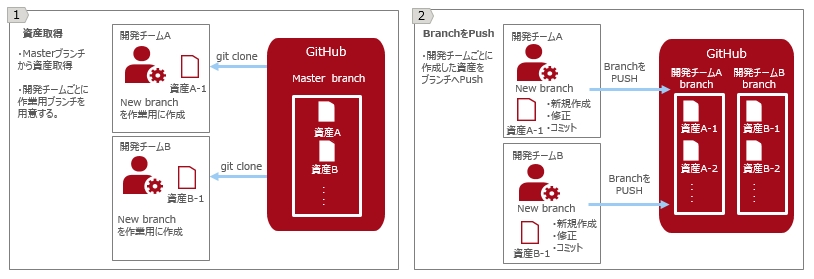 1
資産取得
・Masterブランチ
から資産取得
・開発チームごとに
作業用ブランチを
用意する。
開発チームA
資産A-1
New branch
を作業用に作成
git clone
開発チームB
資産B-1
New branch
を作業用に作成
git clone
GitHub
Master branch
資産A
資産B
・
・
・
2
BranchをPush
・開発チームごとに
作成した資産を
ブランチへPush
開発チームA
New branch
・新規作成
・修正
・コミット
資産A-1
Branchを
PUSH
開発チームB
New branch
・新規作成
・修正
・コミット
資産B-1
Branchを
PUSH
GitHub
開発チームA
branch
資産A-1
資産A-2
・
・
・
開発チームB
branch
資産B-1
資産B-2
・
・
・